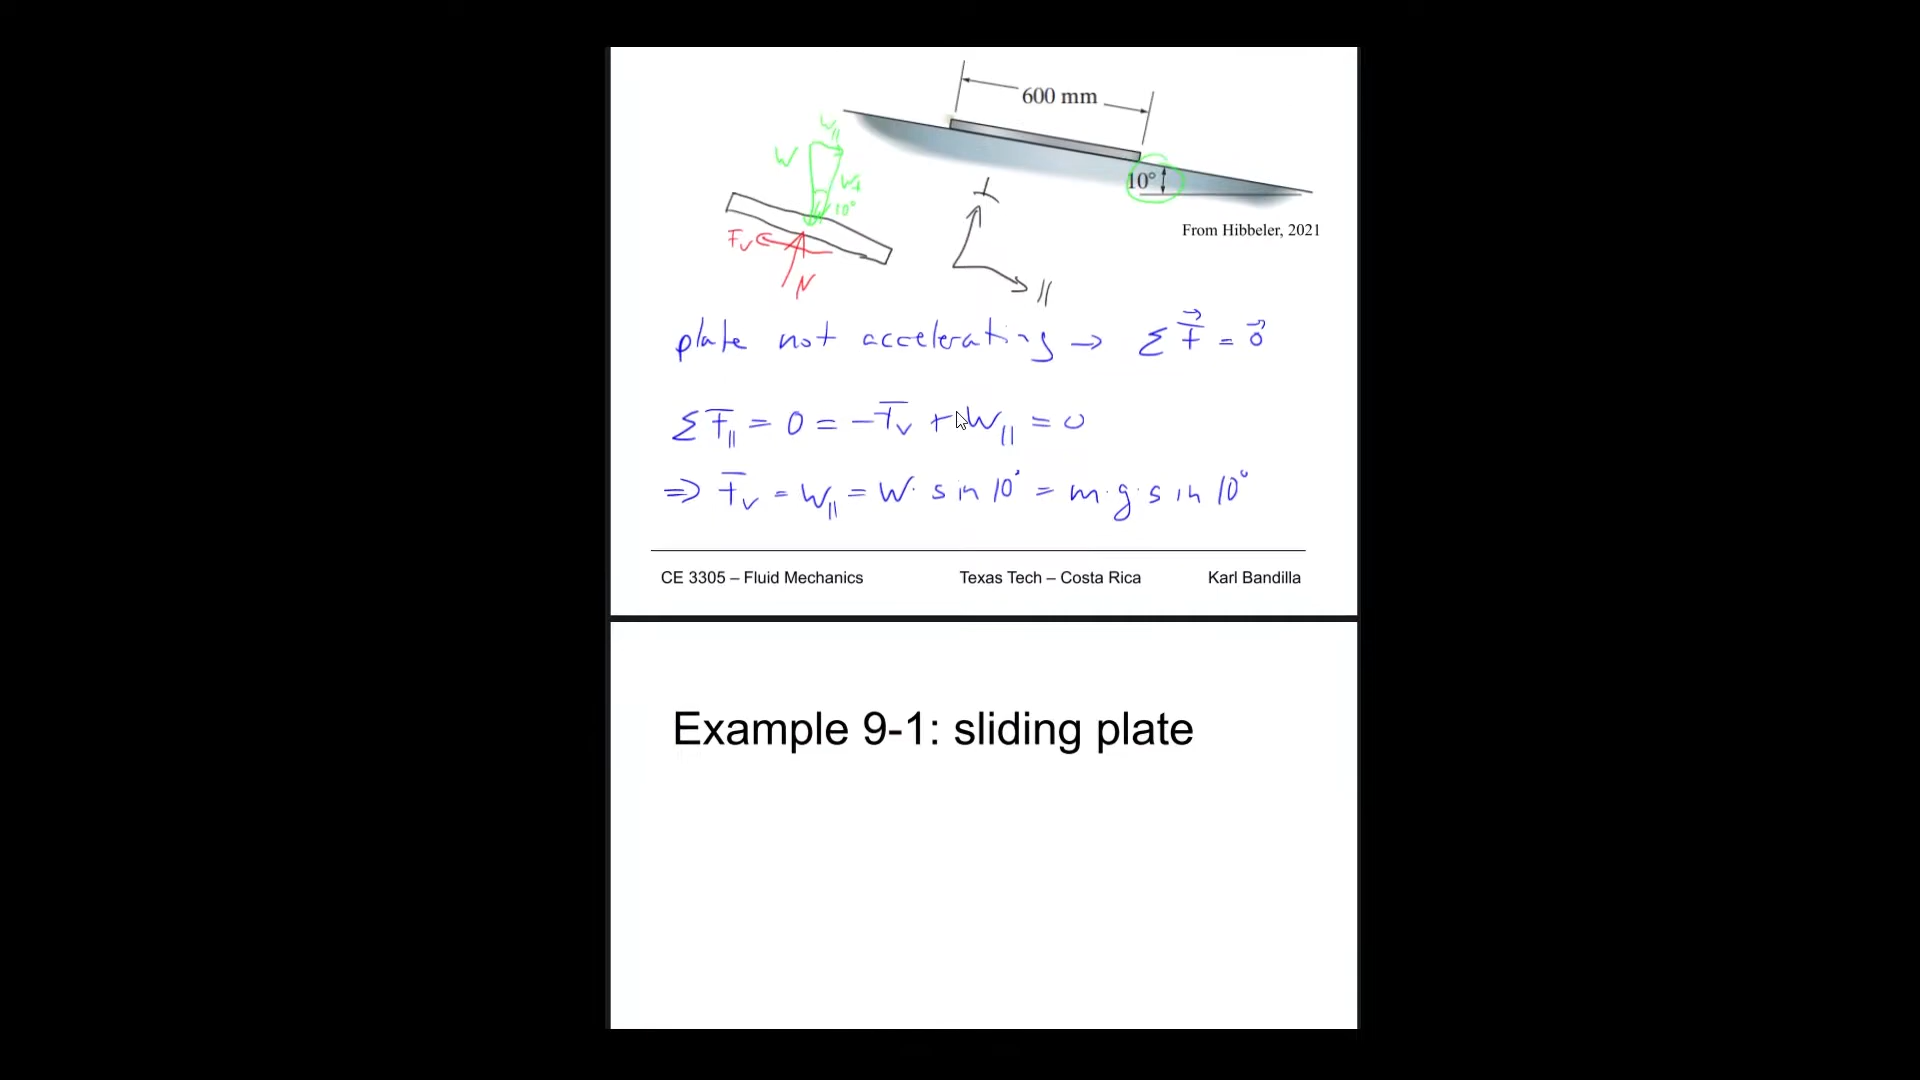 600 mm
W||
W
W⊥
10°
10°
Fv
N
⊥
||
From Hibbeler, 2021
plate not accelerating → Σ F⃗ = 0⃗
Σ F|| = 0 = -Fv + W|| = 0
⇒ Fv = W|| = W · sin 10° = m·g·sin 10°
CE 3305 – Fluid Mechanics Texas Tech – Costa Rica Karl Bandilla
Example 9-1: sliding plate